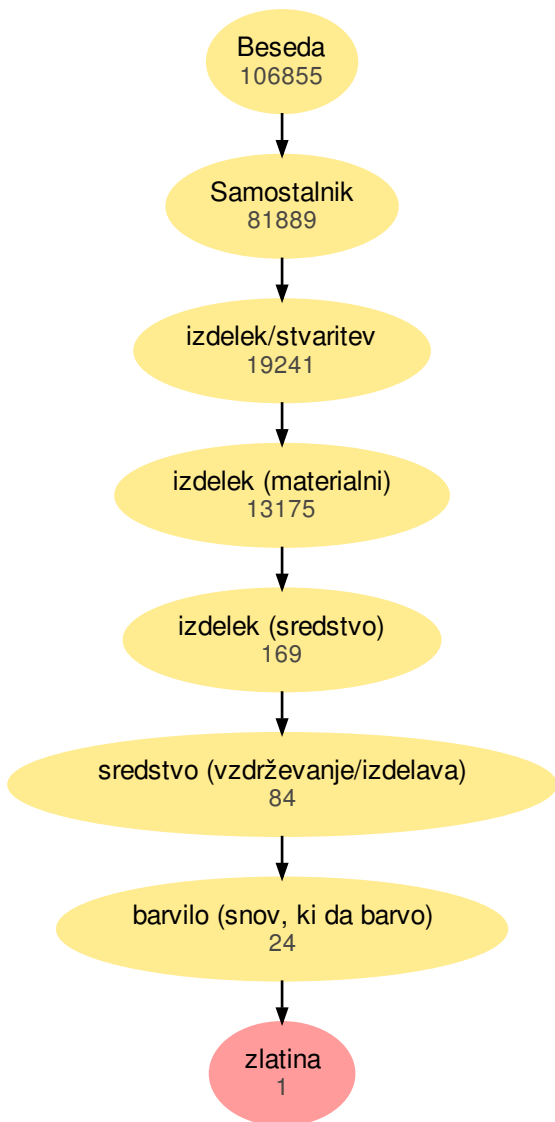 Beseda
106855
Samostalnik
81889
izdelek/stvaritev
19241
izdelek (materialni)
13175
izdelek (sredstvo)
169
sredstvo (vzdrževanje/izdelava)
84
barvilo (snov, ki da barvo)
24
zlatina
1